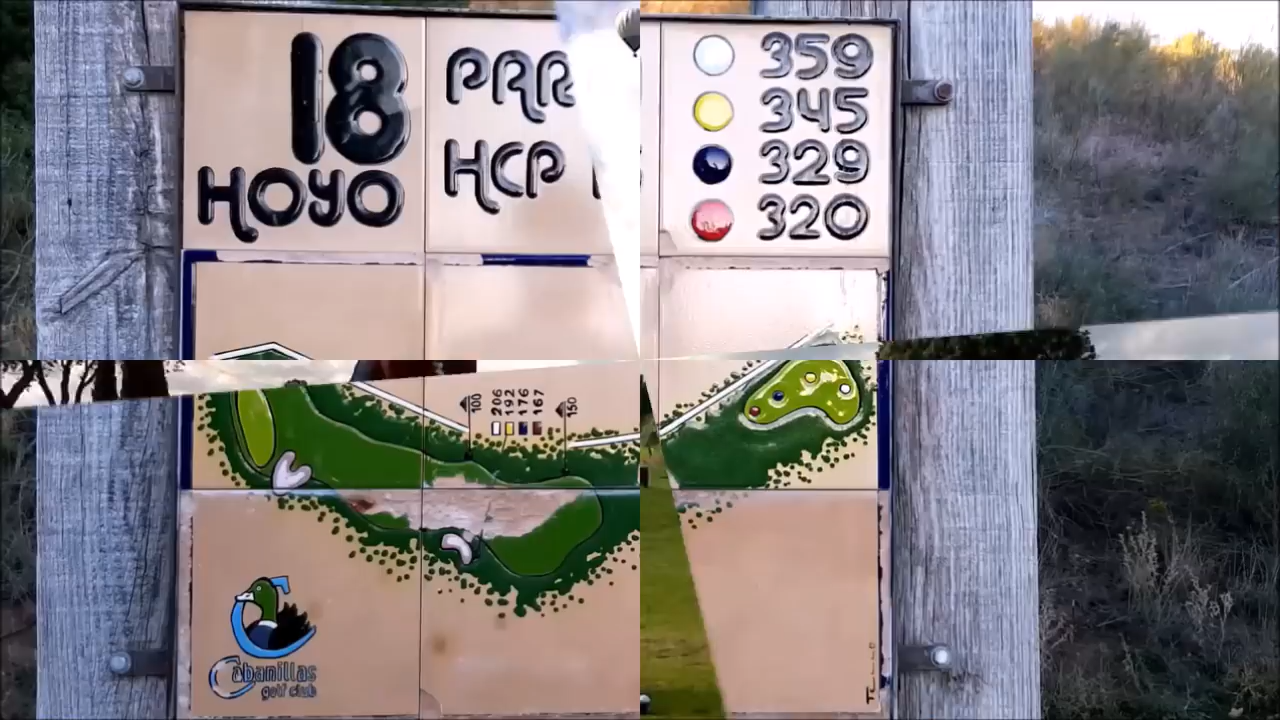 18
HOYO
PAR
HCP
359
345
329
320
100
206
192
176
167
150
Cabanillas
golf club